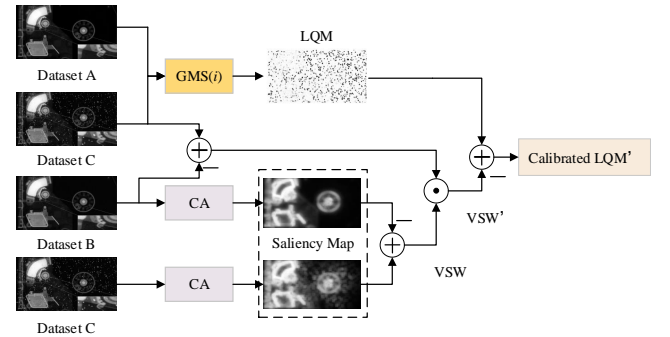 LQM
Dataset A
GMS(i)
Dataset C
Calibrated LQM'
Dataset B
CA
Saliency Map
VSW'
VSW
CA
Dataset C